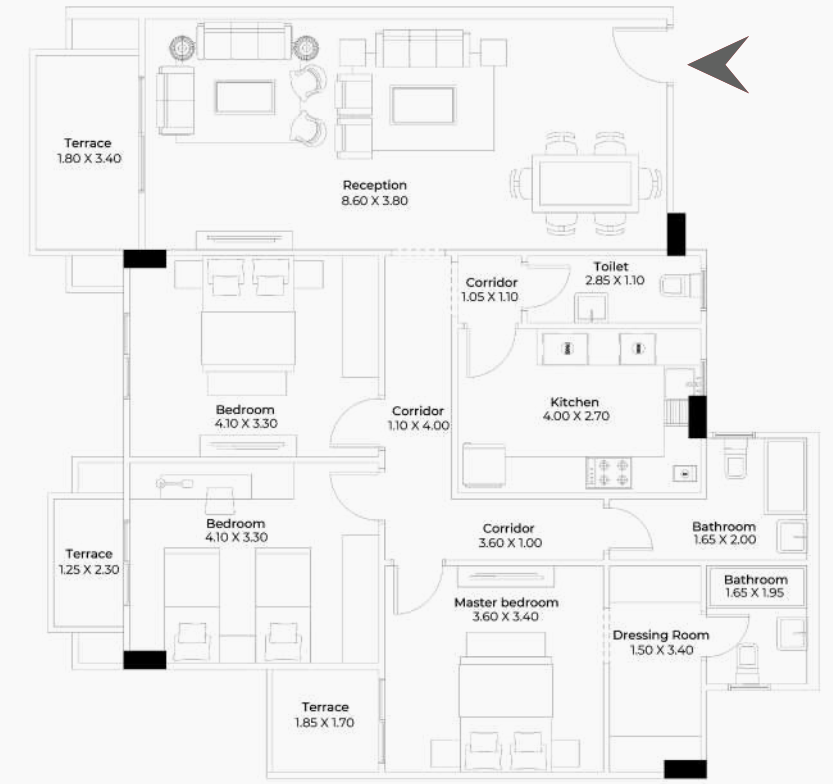 Terrace
1.80 X 3.40
Reception
8.60 X 3.80
Corridor
1.05 X 1.10
Toilet
2.85 X 1.10
Bedroom
4.10 X 3.30
Corridor
1.10 X 4.00
Kitchen
4.00 X 2.70
Bedroom
4.10 X 3.30
Terrace
1.25 X 2.30
Corridor
3.60 X 1.00
Bathroom
1.65 X 2.00
Bathroom
1.65 X 1.95
Master bedroom
3.60 X 3.40
Dressing Room
1.50 X 3.40
Terrace
1.85 X 1.70